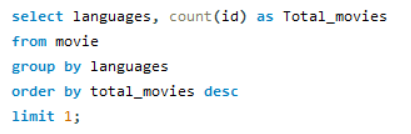 select languages, count(id) as Total_movies
from movie
group by languages
order by total_movies desc
limit 1;